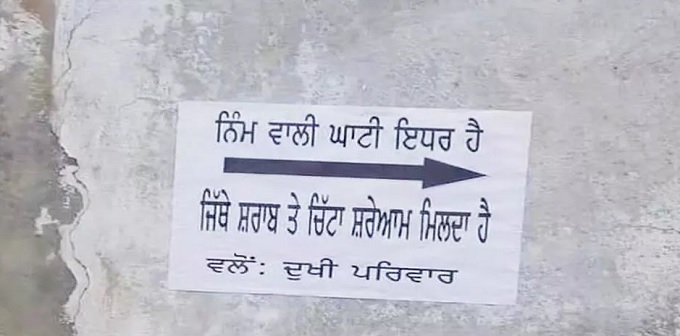 ਨਿੰਮ ਵਾਲੀ ਘਾਟੀ ਇਧਰ ਹੈ
ਜਿੱਥੇ ਸ਼ਰਾਬ ਤੇ ਚਿੱਟਾ ਸ਼ਰੇਆਮ ਮਿਲਦਾ ਹੈ
ਵਲੋਂ: ਦੁਖੀ ਪਰਿਵਾਰ